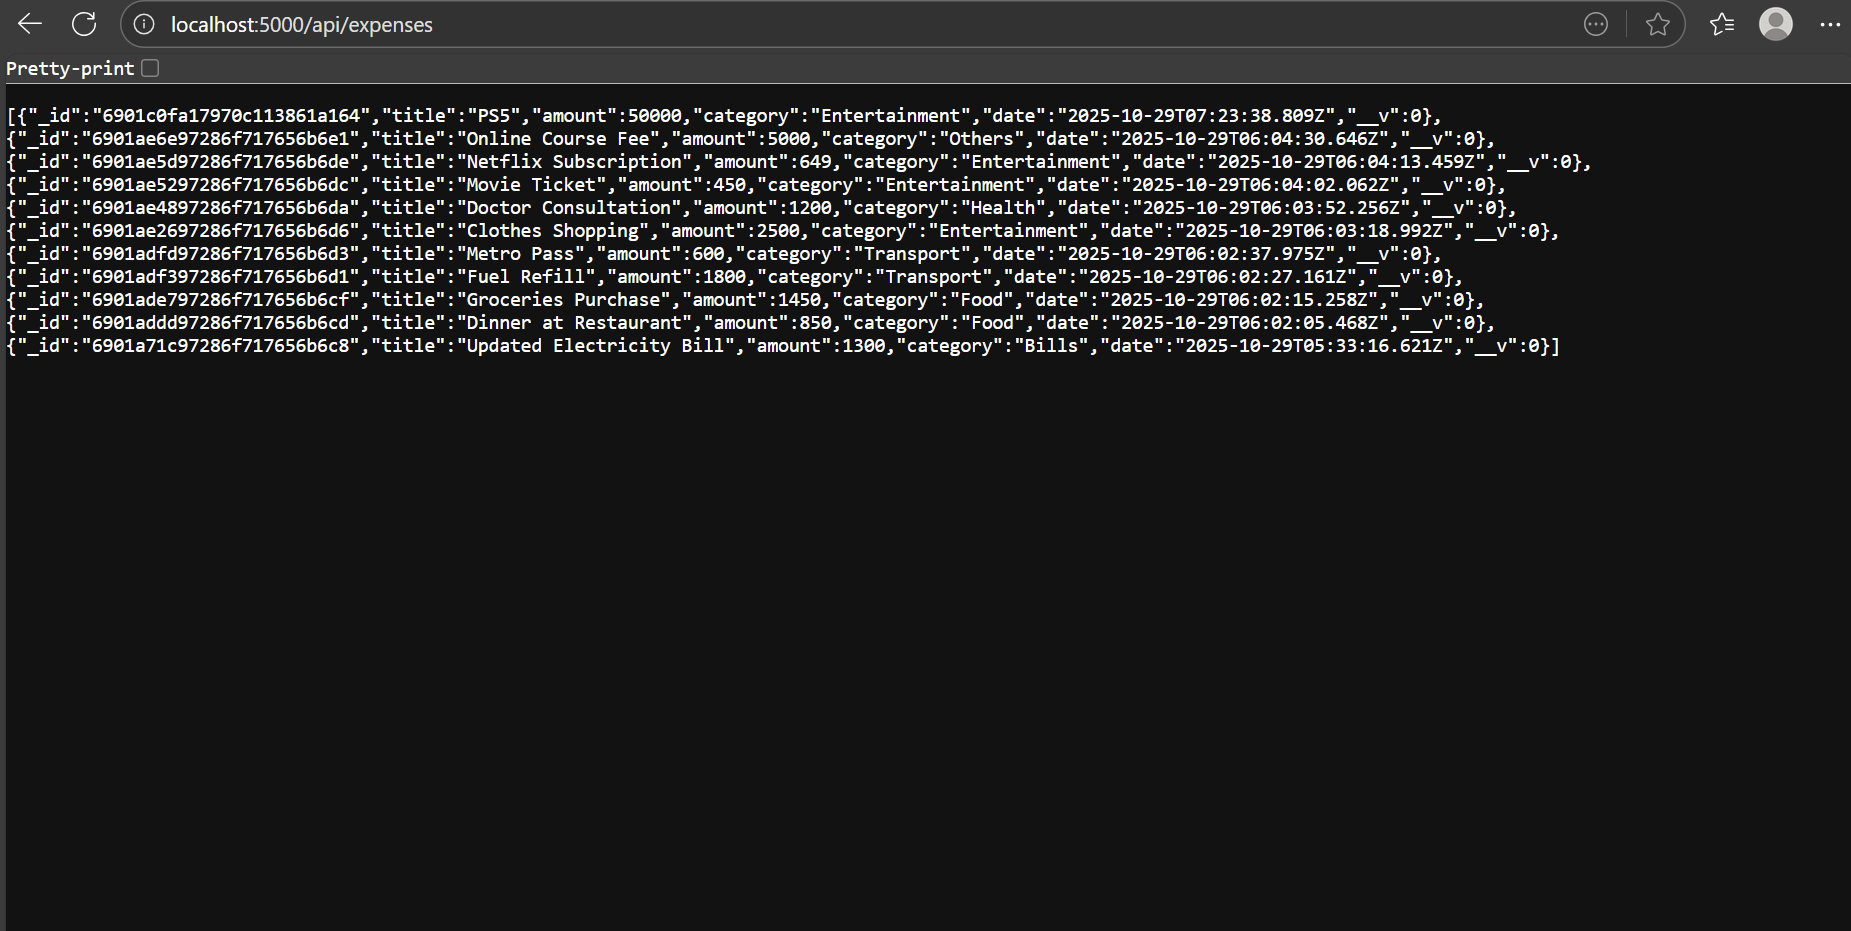 localhost:5000/api/expenses
Pretty-print
[{"_id":"6901c0fa17970c113861a164","title":"PS5","amount":50000,"category":"Entertainment","date":"2025-10-29T07:23:38.809Z","__v":0},
{"_id":"6901ae6e97286f717656b6e1","title":"Online Course Fee","amount":5000,"category":"Others","date":"2025-10-29T06:04:30.646Z","__v":0},
{"_id":"6901ae5d97286f717656b6de","title":"Netflix Subscription","amount":649,"category":"Entertainment","date":"2025-10-29T06:04:13.459Z","__v":0},
{"_id":"6901ae5297286f717656b6dc","title":"Movie Ticket","amount":450,"category":"Entertainment","date":"2025-10-29T06:04:02.062Z","__v":0},
{"_id":"6901ae4897286f717656b6da","title":"Doctor Consultation","amount":1200,"category":"Health","date":"2025-10-29T06:03:52.256Z","__v":0},
{"_id":"6901ae2697286f717656b6d6","title":"Clothes Shopping","amount":2500,"category":"Entertainment","date":"2025-10-29T06:03:18.992Z","__v":0},
{"_id":"6901adfd97286f717656b6d3","title":"Metro Pass","amount":600,"category":"Transport","date":"2025-10-29T06:02:37.975Z","__v":0},
{"_id":"6901adf397286f717656b6d1","title":"Fuel Refill","amount":1800,"category":"Transport","date":"2025-10-29T06:02:27.161Z","__v":0},
{"_id":"6901ade797286f717656b6cf","title":"Groceries Purchase","amount":1450,"category":"Food","date":"2025-10-29T06:02:15.258Z","__v":0},
{"_id":"6901addd97286f717656b6cd","title":"Dinner at Restaurant","amount":850,"category":"Food","date":"2025-10-29T06:02:05.468Z","__v":0},
{"_id":"6901a71c97286f717656b6c8","title":"Updated Electricity Bill","amount":1300,"category":"Bills","date":"2025-10-29T05:33:16.621Z","__v":0}]